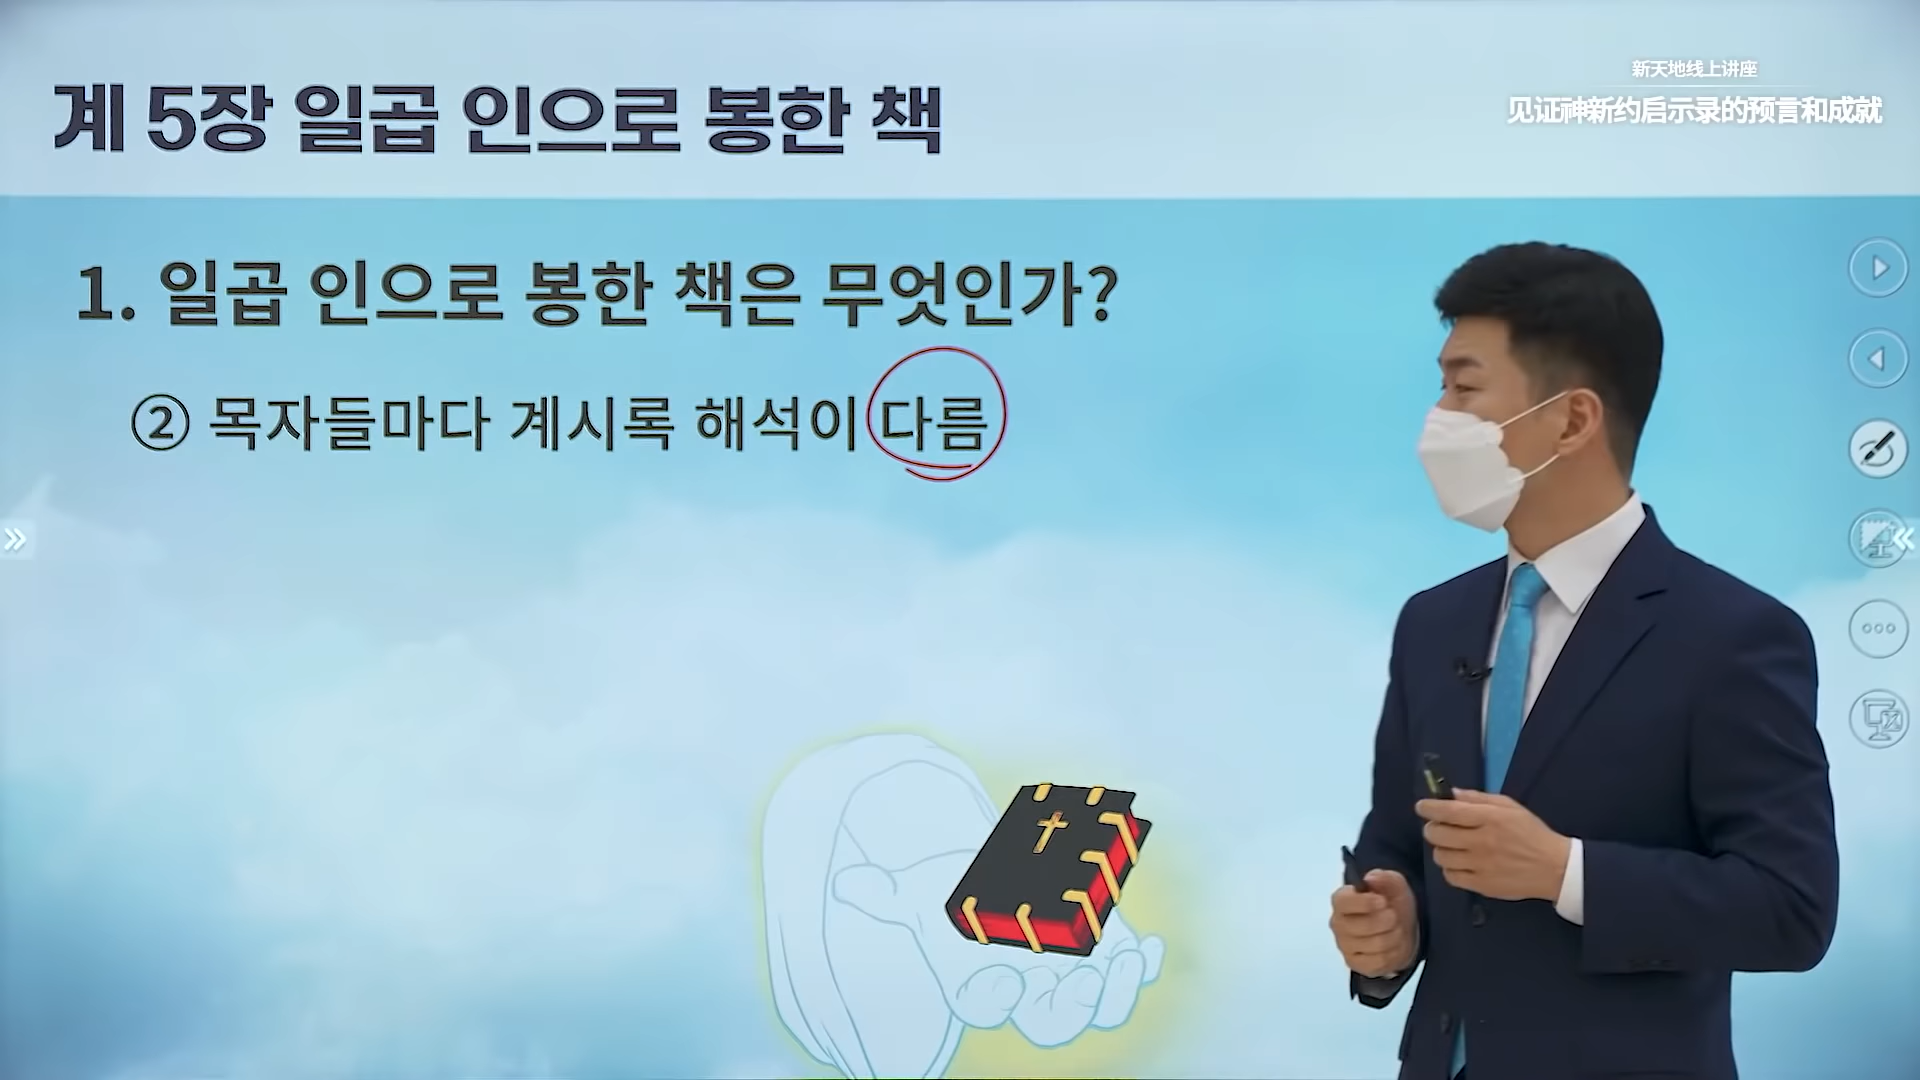 계 5장 일곱 인으로 봉한 책
新天地线上讲座
见证神新约启示录的预言和成就
1. 일곱 인으로 봉한 책은 무엇인가?
② 목자들마다 계시록 해석이 다름